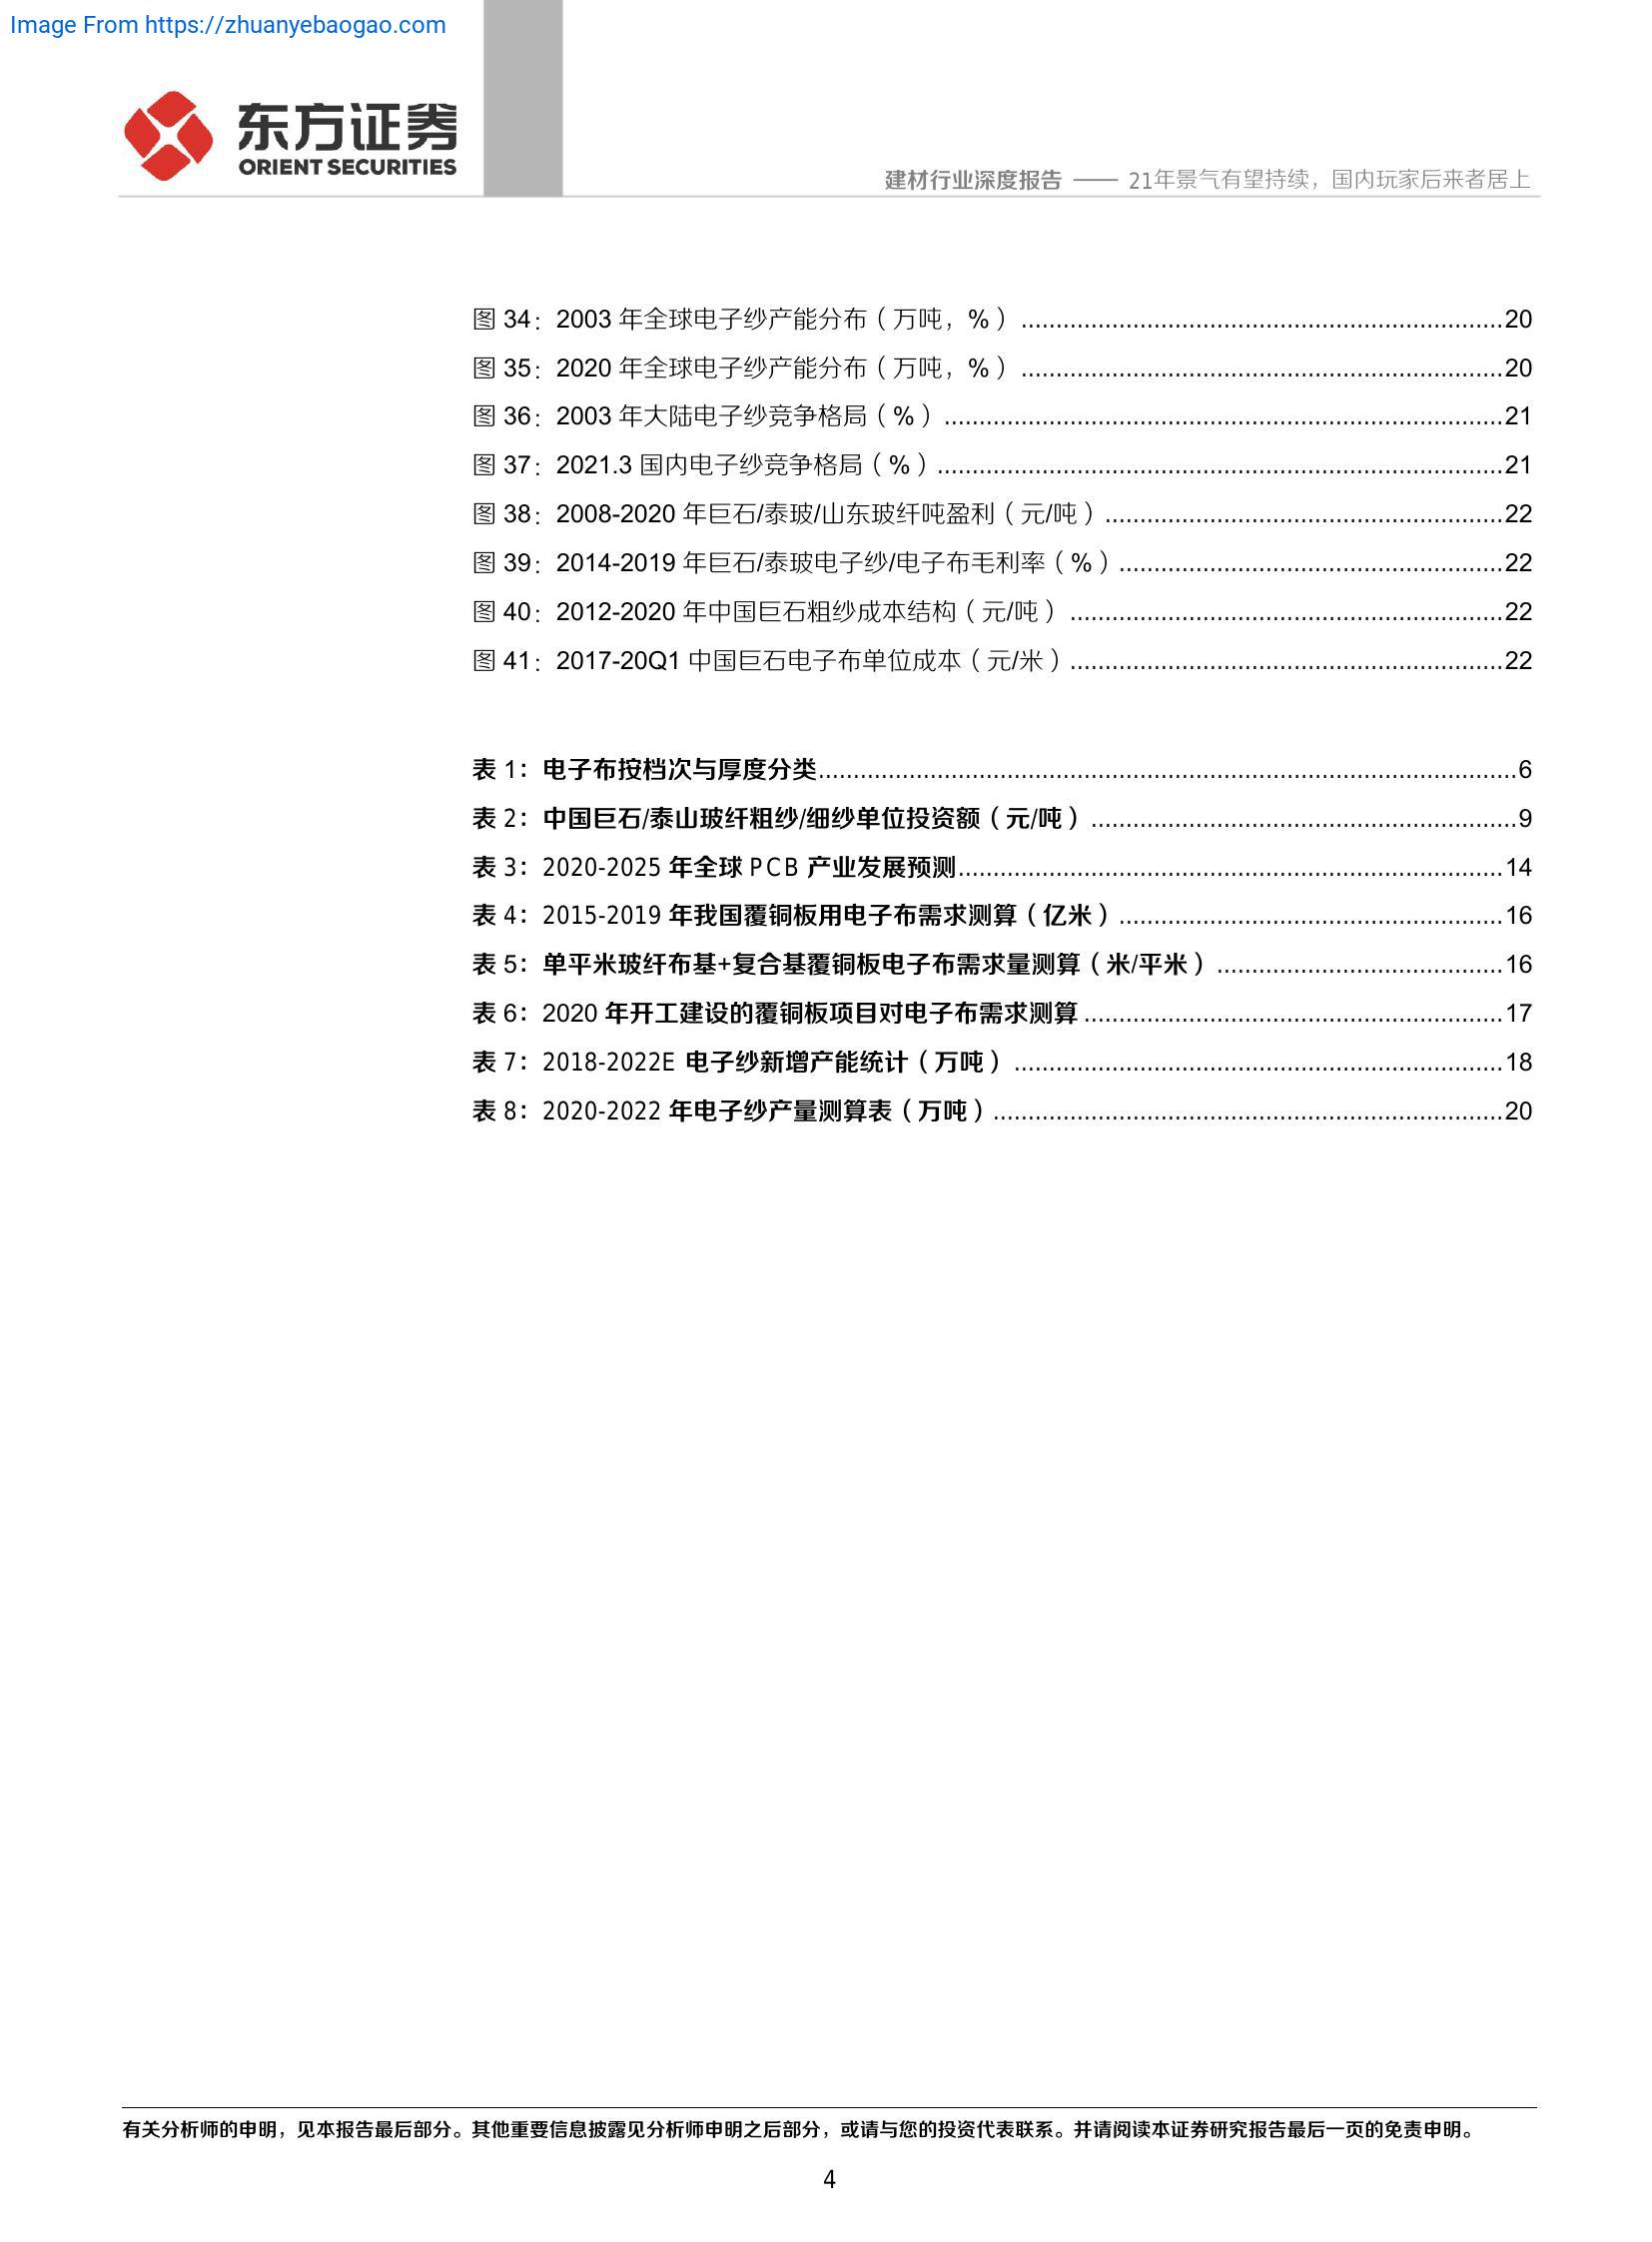 Image From https://zhuanyebaogao.com
东方证券
ORIENT SECURITIES
建材行业深度报告 —— 21年景气有望持续，国内玩家后来者居上
图 34：2003 年全球电子纱产能分布（万吨，%）....................................................................20
图 35：2020 年全球电子纱产能分布（万吨，%）....................................................................20
图 36：2003 年大陆电子纱竞争格局（%）...............................................................................21
图 37：2021.3 国内电子纱竞争格局（%）................................................................................21
图 38：2008-2020 年巨石/泰玻/山东玻纤吨盈利（元/吨）........................................................22
图 39：2014-2019 年巨石/泰玻电子纱/电子布毛利率（%）......................................................22
图 40：2012-2020 年中国巨石粗纱成本结构（元/吨）.............................................................22
图 41：2017-20Q1 中国巨石电子布单位成本（元/米）.............................................................22
表 1：电子布按档次与厚度分类...................................................................................................6
表 2：中国巨石/泰山玻纤粗纱/细纱单位投资额（元/吨）............................................................9
表 3：2020-2025 年全球 PCB 产业发展预测.............................................................................14
表 4：2015-2019 年我国覆铜板用电子布需求测算（亿米）......................................................16
表 5：单平米玻纤布基+复合基覆铜板电子布需求量测算（米/平米）........................................16
表 6：2020 年开工建设的覆铜板项目对电子布需求测算...........................................................17
表 7：2018-2022E 电子纱新增产能统计（万吨）.....................................................................18
表 8：2020-2022 年电子纱产量测算表（万吨）........................................................................20
有关分析师的申明，见本报告最后部分。其他重要信息披露见分析师申明之后部分，或请与您的投资代表联系。并请阅读本证券研究报告最后一页的免责申明。
4